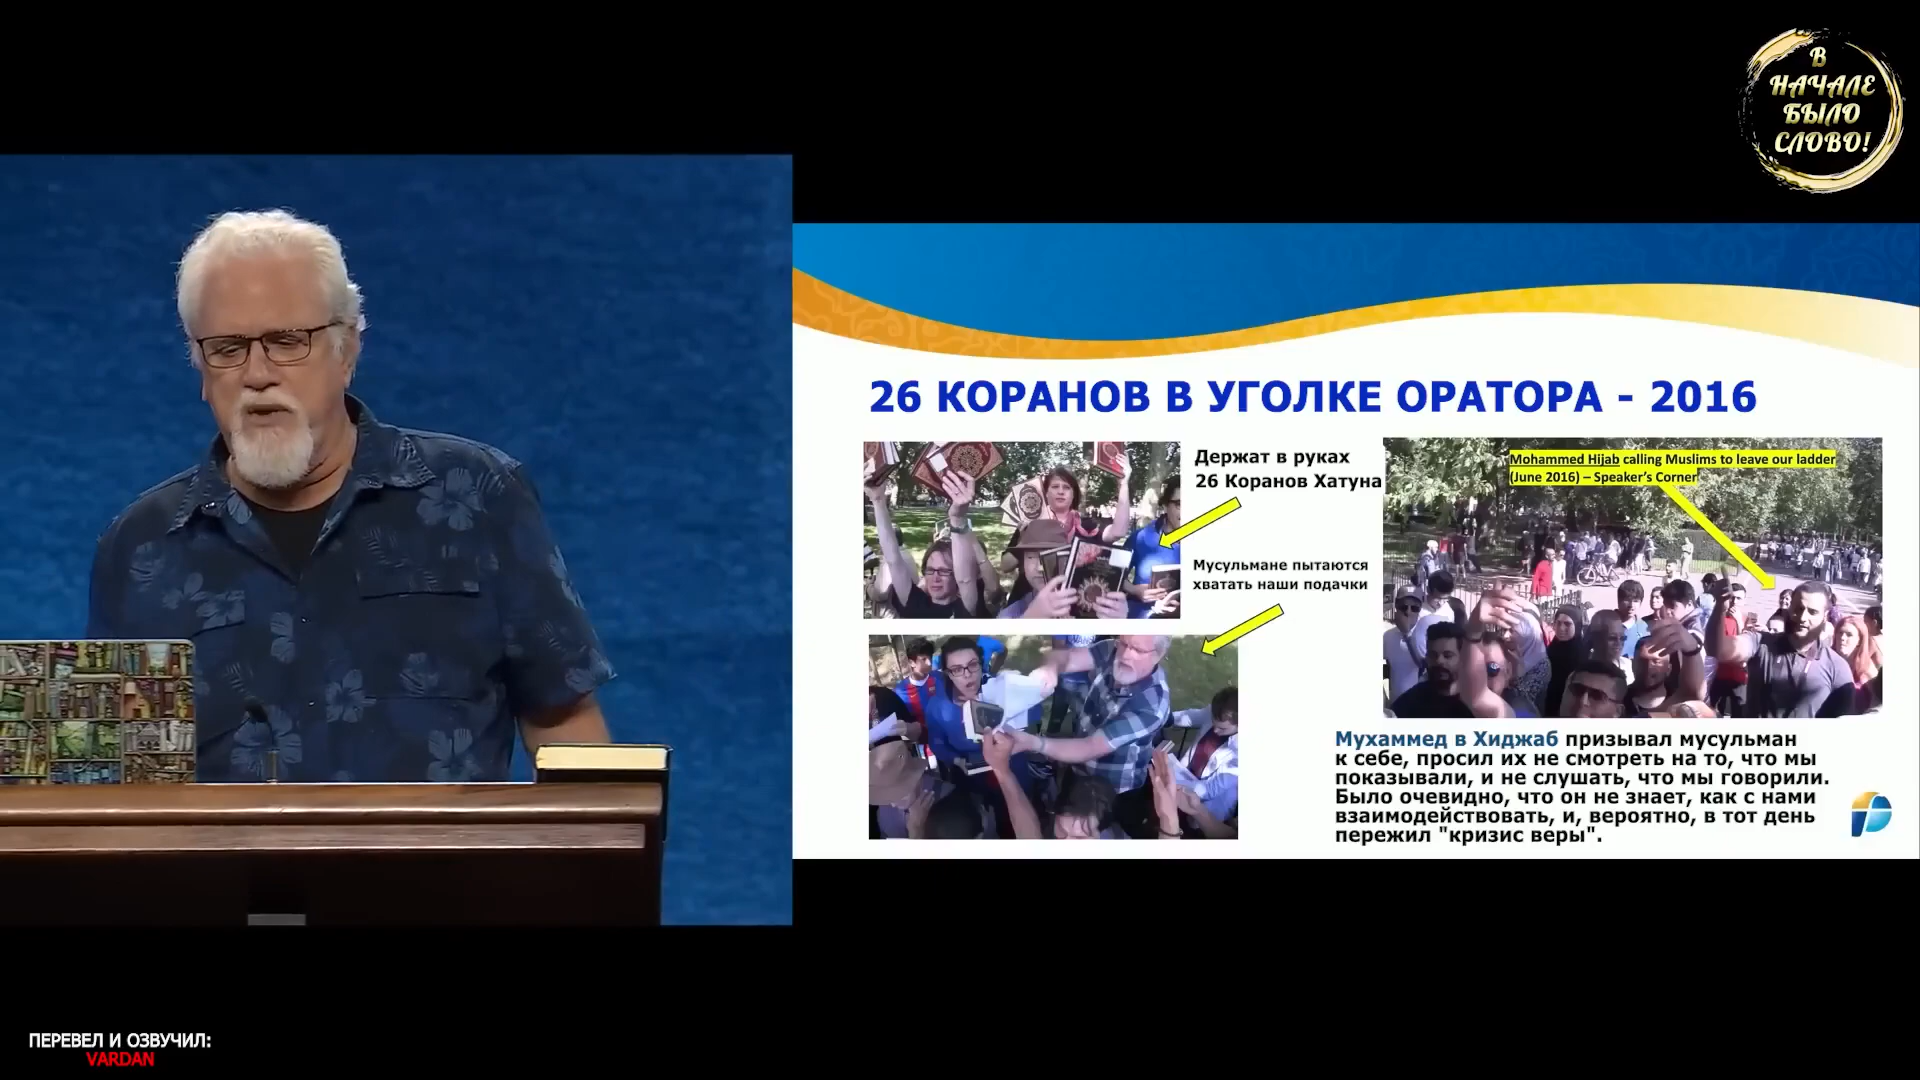 В
НАЧАЛЕ
БЫЛО
СЛОВО!
26 КОРАНОВ В УГОЛКЕ ОРАТОРА - 2016
Держат в руках
26 Коранов Хатуна
Мусульмане пытаются
хватать наши подачки
Mohammed Hijab calling Muslims to leave our ladder
(June 2016) – Speaker's Corner
Мухаммед в Хиджаб призывал мусульман
к себе, просил их не смотреть на то, что мы
показывали, и не слушать, что мы говорили.
Было очевидно, что он не знает, как с нами
взаимодействовать, и, вероятно, в тот день
пережил "кризис веры".
ПЕРЕВЕЛ И ОЗВУЧИЛ:
VARDAN